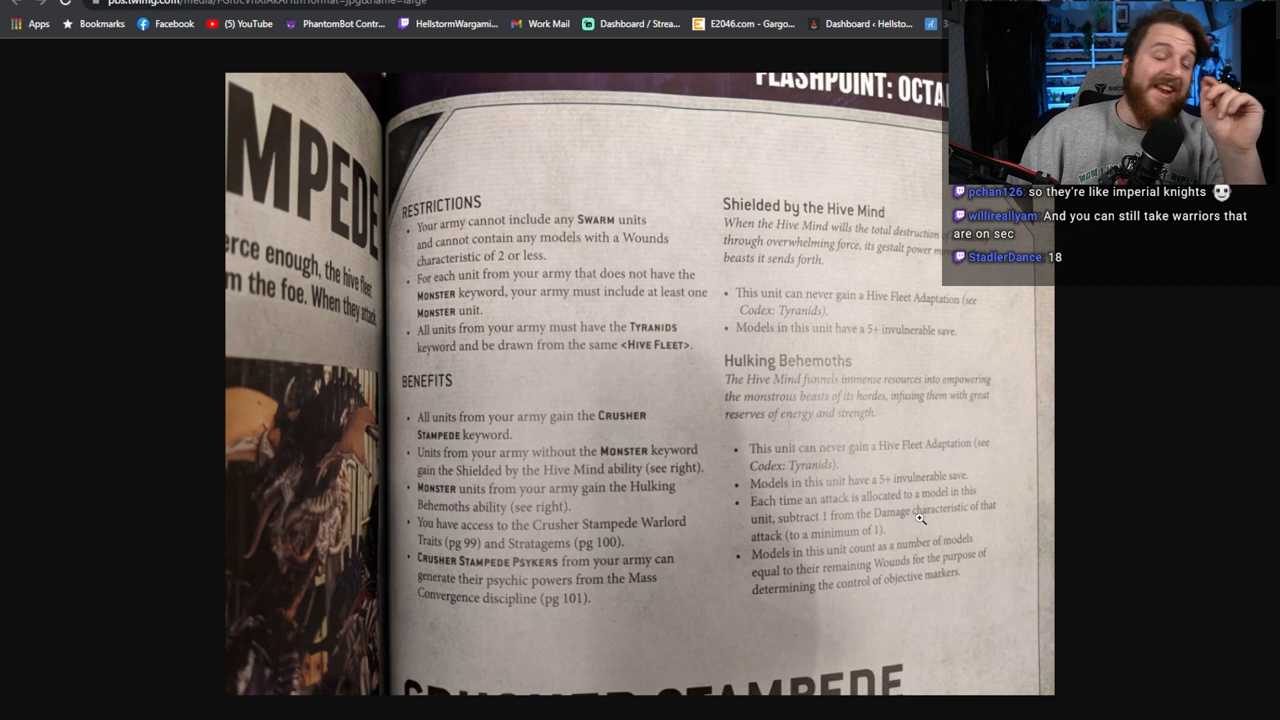 Apps
Bookmarks
Facebook
(5) YouTube
PhantomBot Contr...
HellstormWargami...
Work Mail
Dashboard / Strea...
E2046.com - Gargo...
Dashboard ‹ Hellsto...
FLASHPOINT: OCTA
MPEDE
erce enough, the hive fleet
m the foe. When they attack
RESTRICTIONS
• Your army cannot include any SWARM units
and cannot contain any models with a Wounds
characteristic of 2 or less.
• For each unit from your army that does not have the
MONSTER keyword, your army must include at least one
MONSTER unit.
• All units from your army must have the TYRANIDS
keyword and be drawn from the same <HIVE FLEET>.
BENEFITS
• All units from your army gain the CRUSHER
STAMPEDE keyword.
• Units from your army without the MONSTER keyword
gain the Shielded by the Hive Mind ability (see right).
• MONSTER units from your army gain the Hulking
Behemoths ability (see right).
• You have access to the Crusher Stampede Warlord
Traits (pg 99) and Stratagems (pg 100).
• CRUSHER STAMPEDE PSYKERS from your army can
generate their psychic powers from the Mass
Convergence discipline (pg 101).
Shielded by the Hive Mind
When the Hive Mind wills the total destruction of
through overwhelming force, its gestalt power
beasts it sends forth.
• This unit can never gain a Hive Fleet Adaptation (see
Codex: Tyranids).
• Models in this unit have a 5+ invulnerable save.
Hulking Behemoths
The Hive Mind funnels immense resources into empowering
the monstrous beasts of its hordes, infusing them with great
reserves of energy and strength.
• This unit can never gain a Hive Fleet Adaptation (see
Codex: Tyranids).
• Models in this unit have a 5+ invulnerable save.
• Each time an attack is allocated to a model in this
unit, subtract 1 from the Damage characteristic of that
attack (to a minimum of 1).
• Models in this unit count as a number of models
equal to their remaining Wounds for the purpose of
determining the control of objective markers.
CRUSHER STAMPEDE
pchan126: so they're like imperial knights
willireallyam: And you can still take warriors that
are on sec
StadlerDance: 18